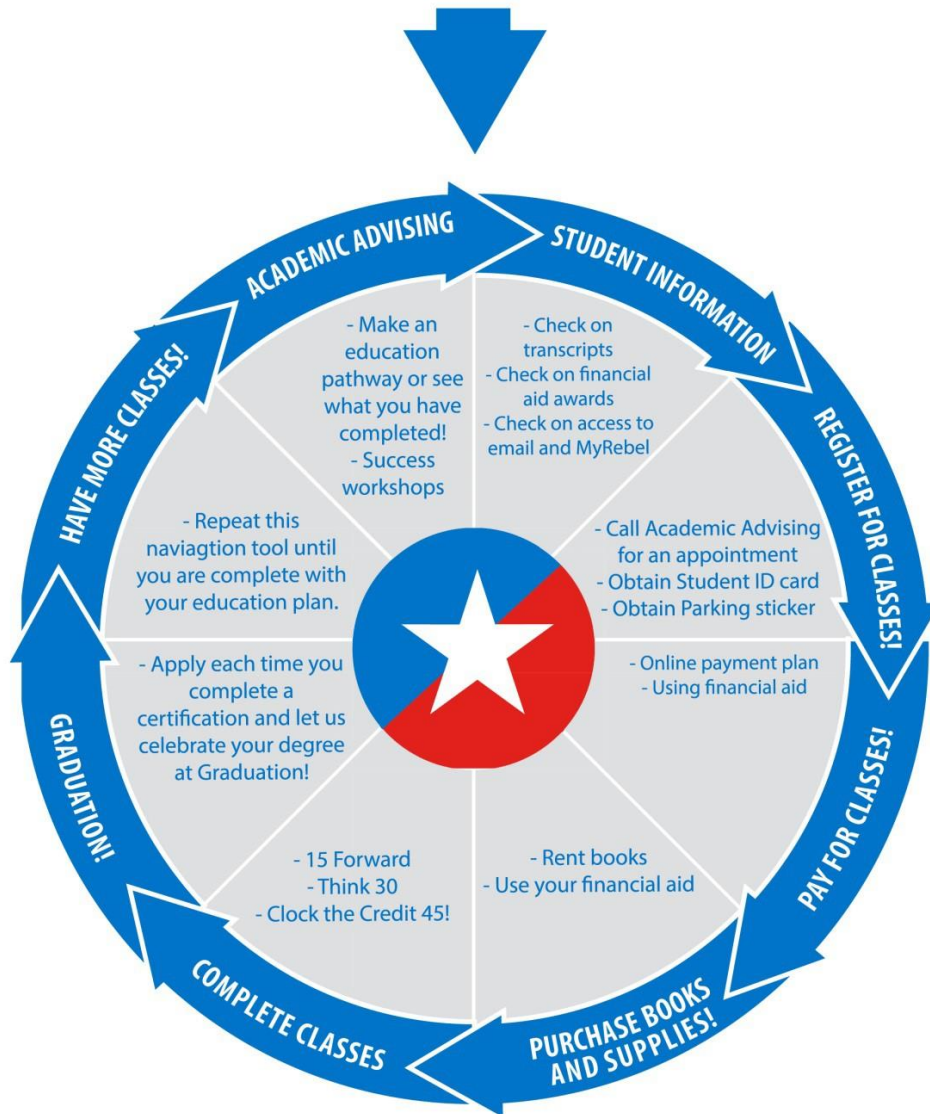 ACADEMIC ADVISING
- Make an
education
pathway or see
what you have
completed!
- Success
workshops
STUDENT INFORMATION
- Check on
transcripts
- Check on financial
aid awards
- Check on access to
email and MyRebel
REGISTER FOR CLASSES!
- Call Academic Advising
for an appointment
- Obtain Student ID card
- Obtain Parking sticker
PAY FOR CLASSES!
- Online payment plan
- Using financial aid
PURCHASE BOOKS
AND SUPPLIES!
- Rent books
- Use your financial aid
COMPLETE CLASSES
- 15 Forward
- Think 30
- Clock the Credit 45!
GRADUATION!
- Apply each time you
complete a
certification and let us
celebrate your degree
at Graduation!
HAVE MORE CLASSES!
- Repeat this
naviagtion tool until
you are complete with
your education plan.